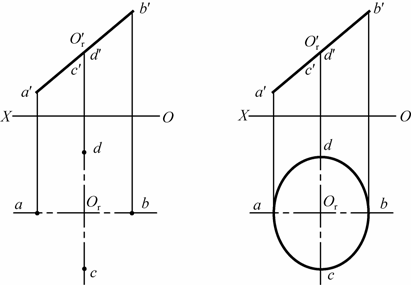 b′ b′
O′r d′ O′r d′
c′ c′
a′ a′
X O X O
d d
a Or b a Or b
c c